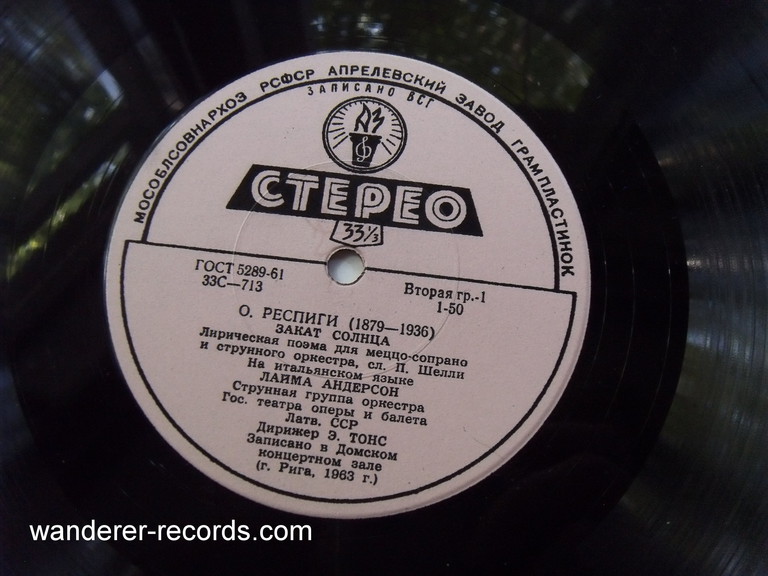 МОСОБЛСОВНАРХОЗ РСФСР АПРЕЛЕВСКИЙ ЗАВОД ГРАМПЛАСТИНОК
ЗАПИСАНО ВСГ
АЗ
СТЕРЕО
33⅓
ГОСТ 5289-61
33С—713
Вторая гр.-1
1-50
О. РЕСПИГИ (1879—1936)
ЗАКАТ СОЛНЦА
Лирическая поэма для меццо-сопрано
и струнного оркестра, сл. П. Шелли
На итальянском языке
ЛАЙМА АНДЕРСОН
Струнная группа оркестра
Гос. театра оперы и балета
Латв. ССР
Дирижер Э. ТОНС
Записано в Домском
концертном зале
(г. Рига, 1963 г.)
wanderer-records.com